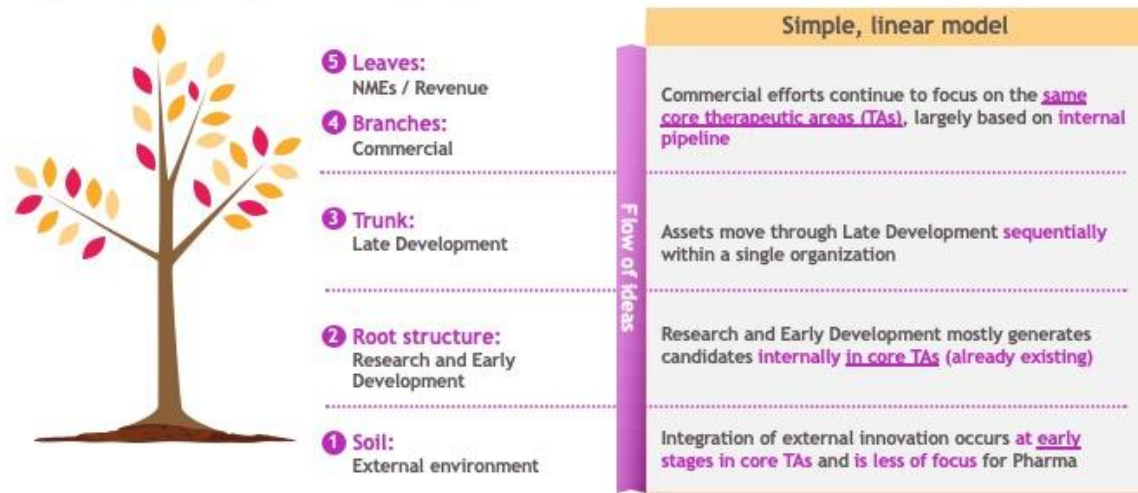 Simple, linear model
5 Leaves:
NMEs / Revenue
4 Branches:
Commercial
Commercial efforts continue to focus on the same
core therapeutic areas (TAs), largely based on internal
pipeline
3 Trunk:
Late Development
Assets move through Late Development sequentially
within a single organization
Flow of ideas
2 Root structure:
Research and Early
Development
Research and Early Development mostly generates
candidates internally in core TAs (already existing)
1 Soil:
External environment
Integration of external innovation occurs at early
stages in core TAs and is less of focus for Pharma